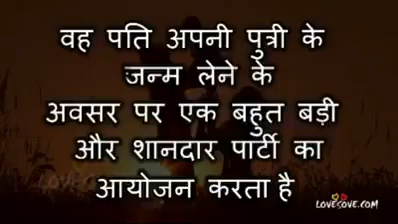 वह पति अपनी पुत्री के
जन्म लेने के
अवसर पर एक बहुत बड़ी
और शानदार पार्टी का
आयोजन करता है
LOVESOVE.COM